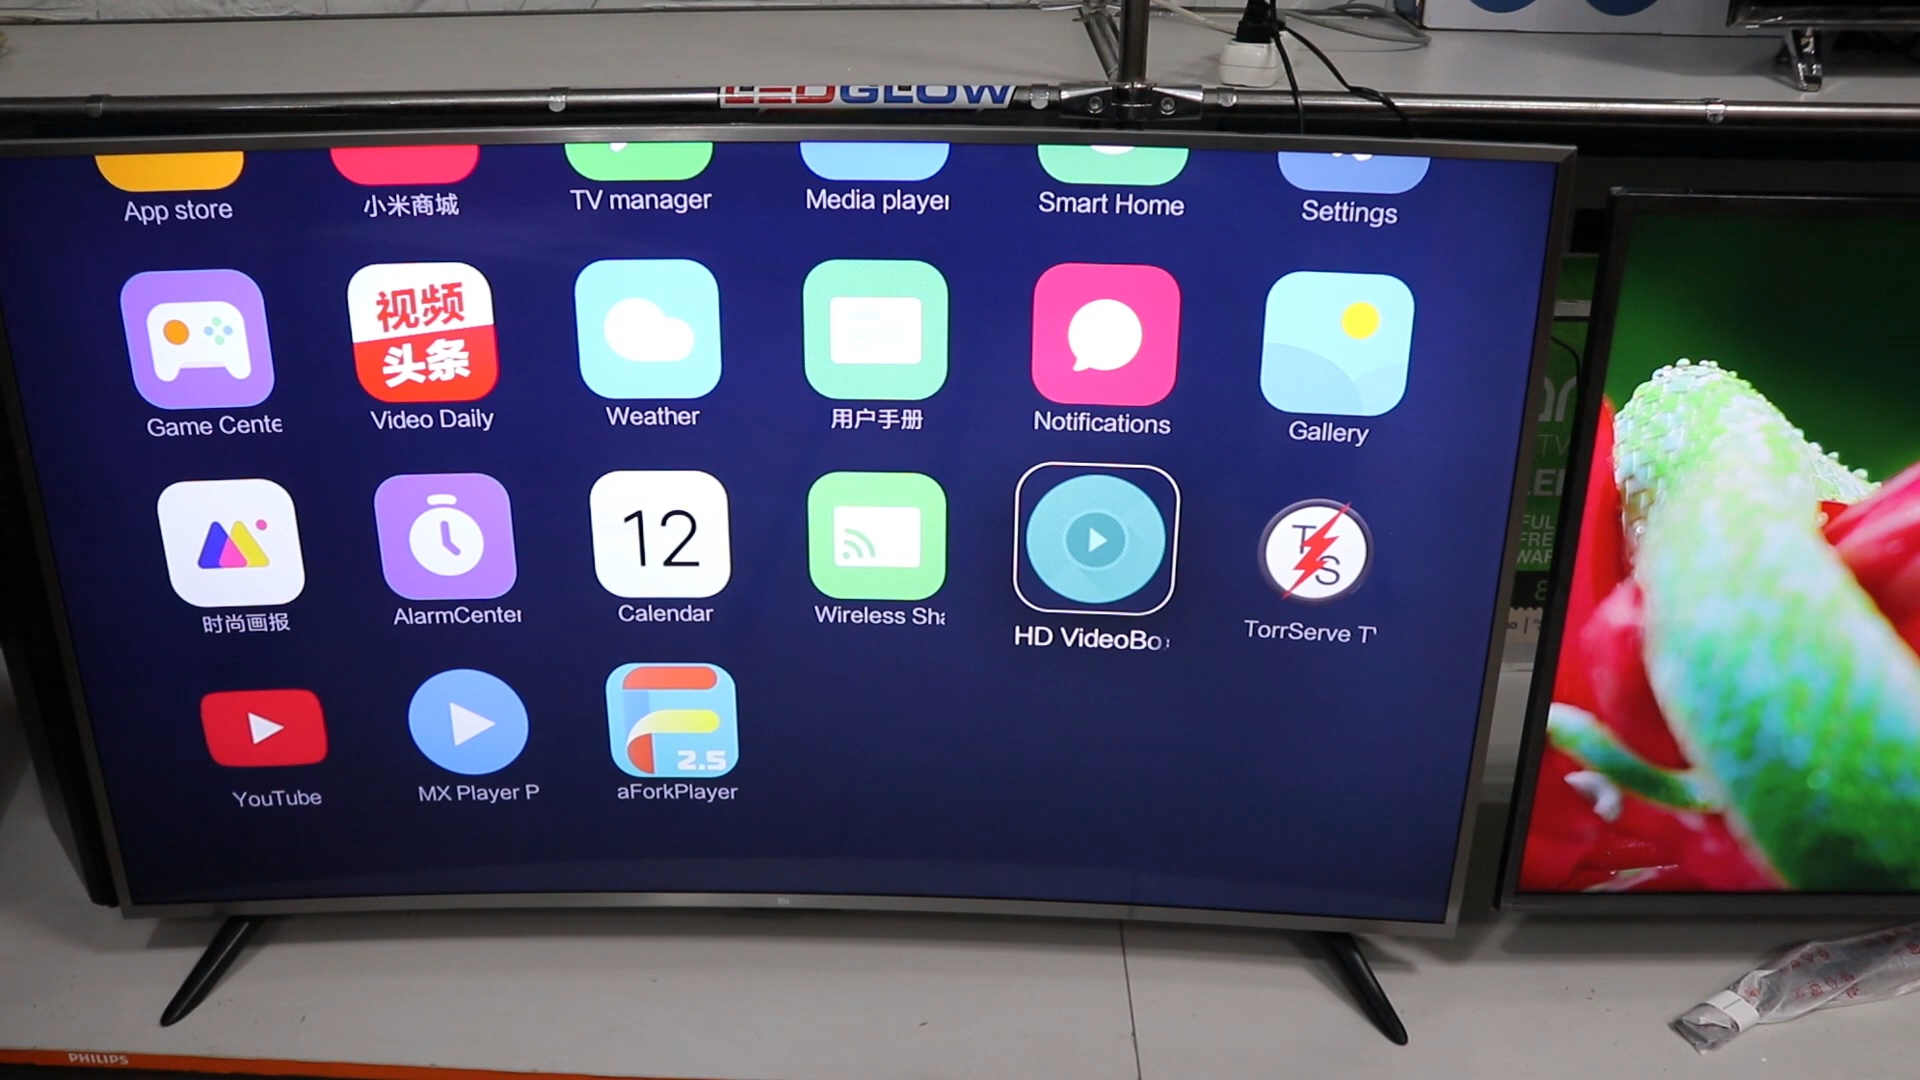 LEDGLOW
App store
小米商城
TV manager
Media player
Smart Home
Settings
视频
头条
Game Cente
Video Daily
Weather
用户手册
Notifications
Gallery
12
T
S
时尚画报
AlarmCenter
Calendar
Wireless Sha
HD VideoBo
TorrServe T
2.5
YouTube
MX Player P
aForkPlayer
PHILIPS